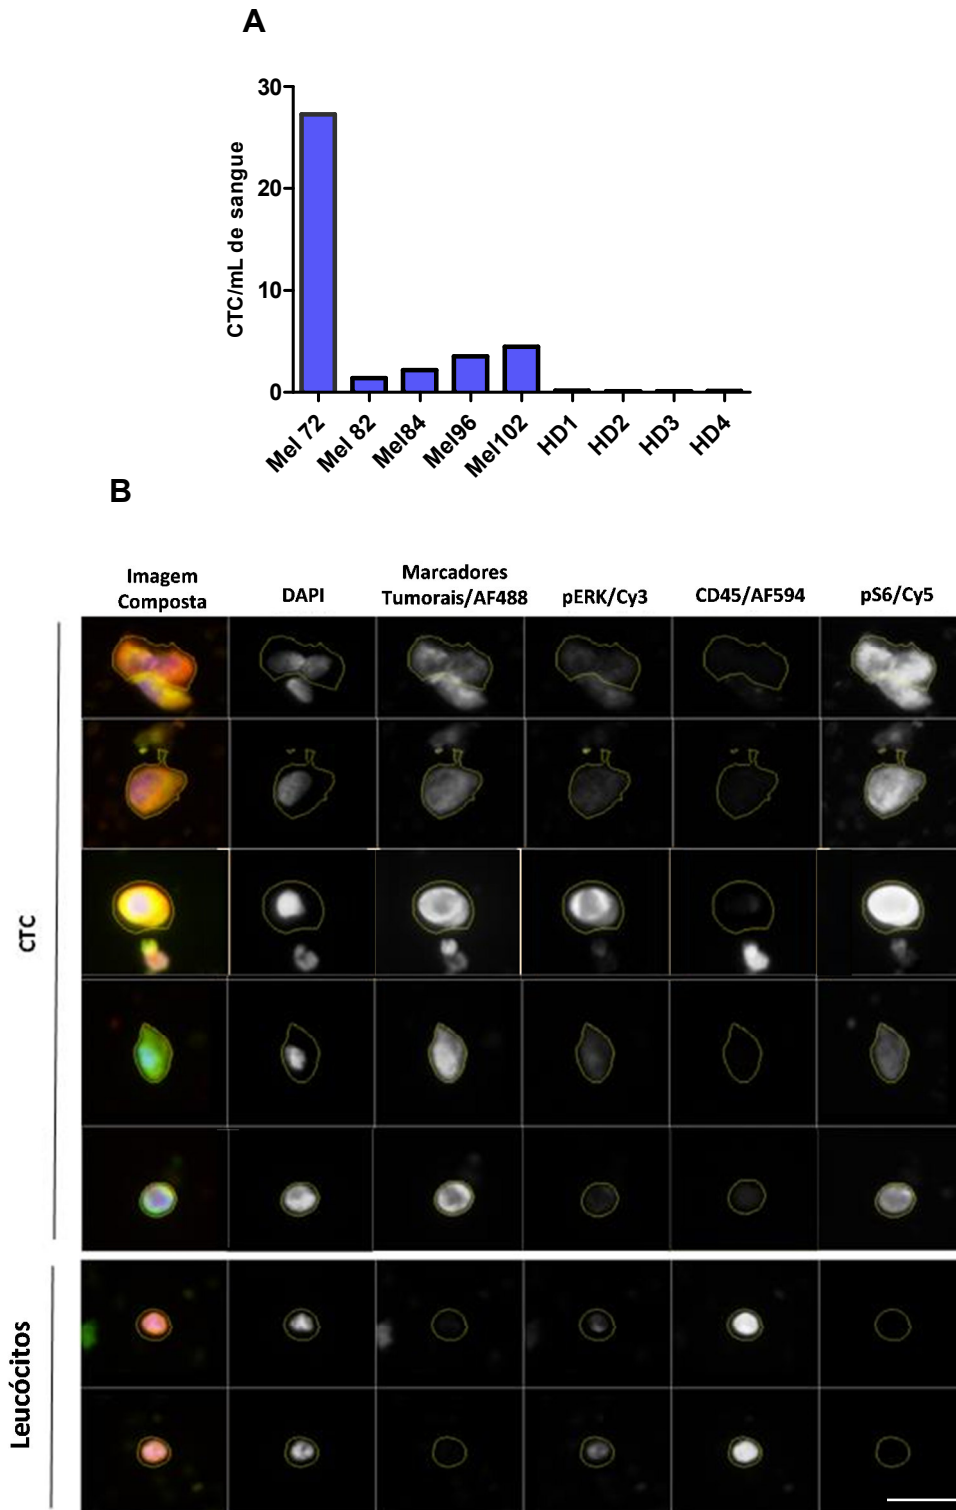 A
30
20
10
0
CTC/mL de sangue
Mel 72
Mel 82
Mel84
Mel96
Mel102
HD1
HD2
HD3
HD4
B
Imagem
Composta
DAPI
Marcadores
Tumorais/AF488
pERK/Cy3
CD45/AF594
pS6/Cy5
CTC
Leucócitos